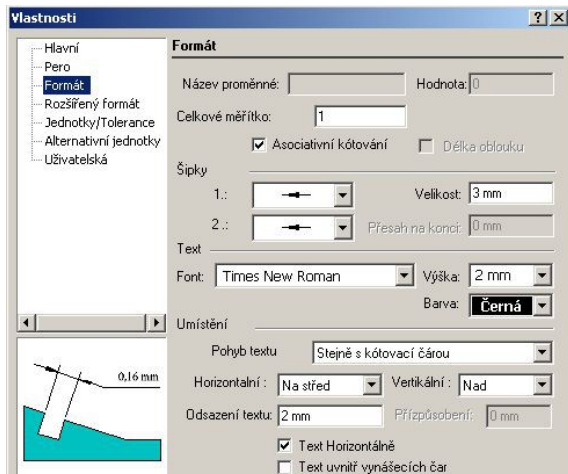 Vlastnosti
Hlavní
Pero
Formát
Rozšířený formát
Jednotky/Tolerance
Alternativní jednotky
Uživatelská
0,16 mm
Formát
Název proměnné: Hodnota: 0
Celkové měřítko: 1
Asociativní kótování Délka oblouku
Šipky
1.: Velikost: 3 mm
2.: Přesah na konci: 0 mm
Text
Font: Times New Roman Výška: 2 mm
Barva: Černá
Umístění
Pohyb textu Stejně s kótovací čárou
Horizontalní : Na střed Vertikální : Nad
Odsazení textu: 2 mm Přízpůsobení: 0 mm
Text Horizontálně
Text uvnitř vynášecích čar